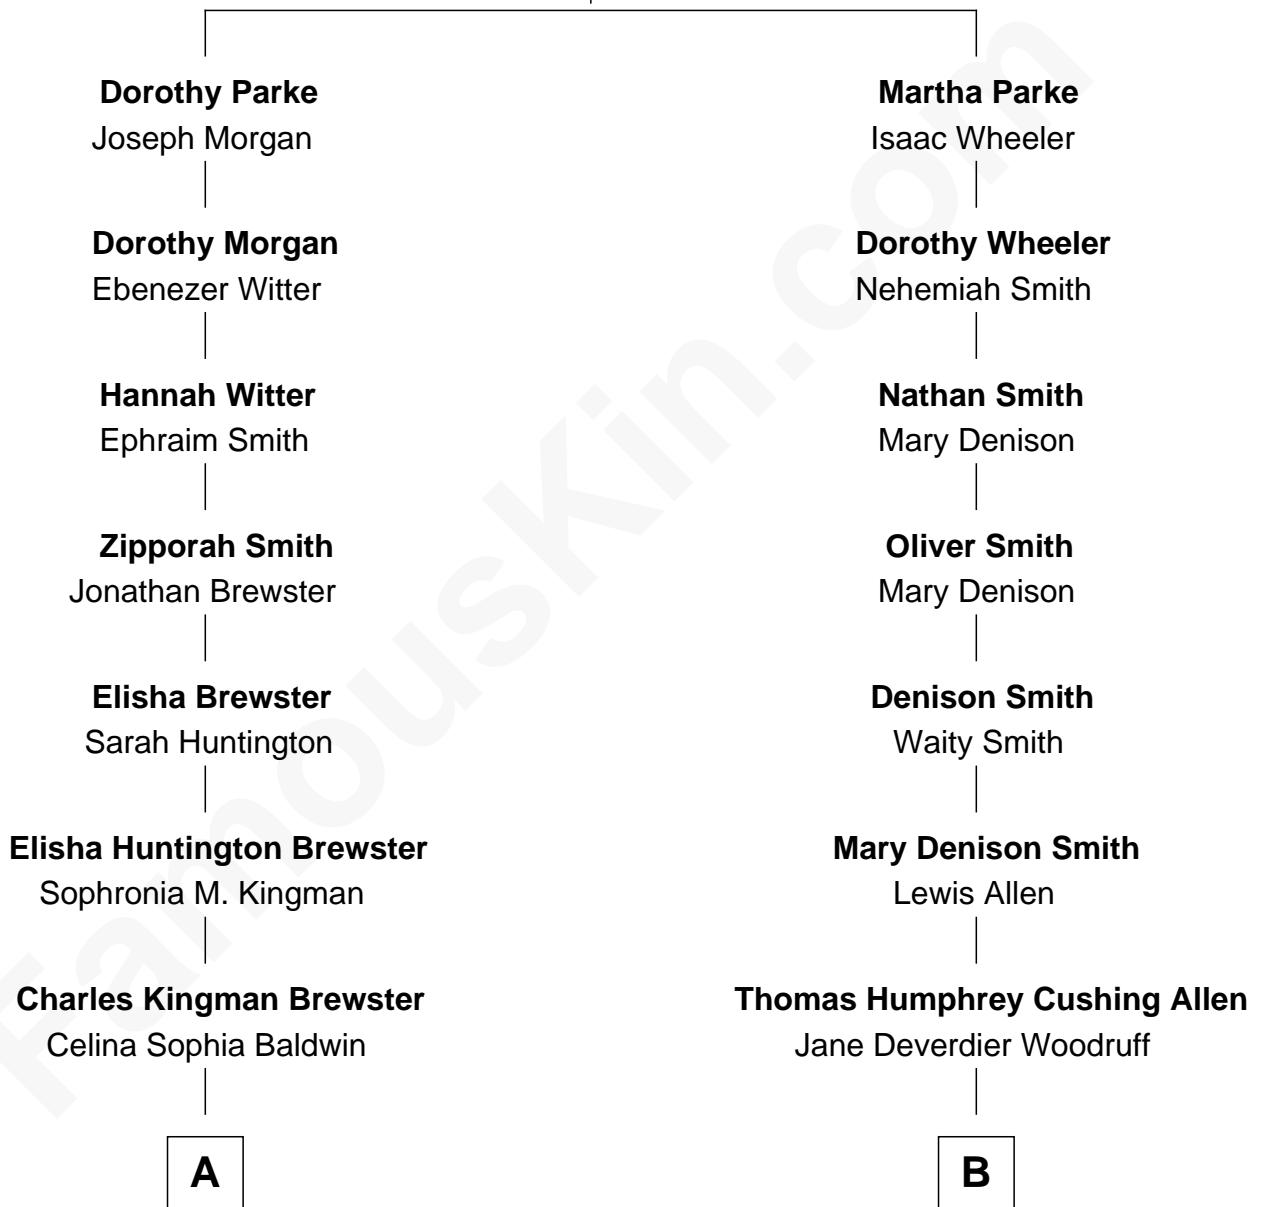 Dorothy Parke
Joseph Morgan
Martha Parke
Isaac Wheeler
Dorothy Morgan
Ebenezer Witter
Dorothy Wheeler
Nehemiah Smith
Hannah Witter
Ephraim Smith
Nathan Smith
Mary Denison
Zipporah Smith
Jonathan Brewster
Oliver Smith
Mary Denison
Elisha Brewster
Sarah Huntington
Denison Smith
Waity Smith
Elisha Huntington Brewster
Sophronia M. Kingman
Mary Denison Smith
Lewis Allen
Charles Kingman Brewster
Celina Sophia Baldwin
Thomas Humphrey Cushing Allen
Jane Deverdier Woodruff
A
B
FamousKin.com